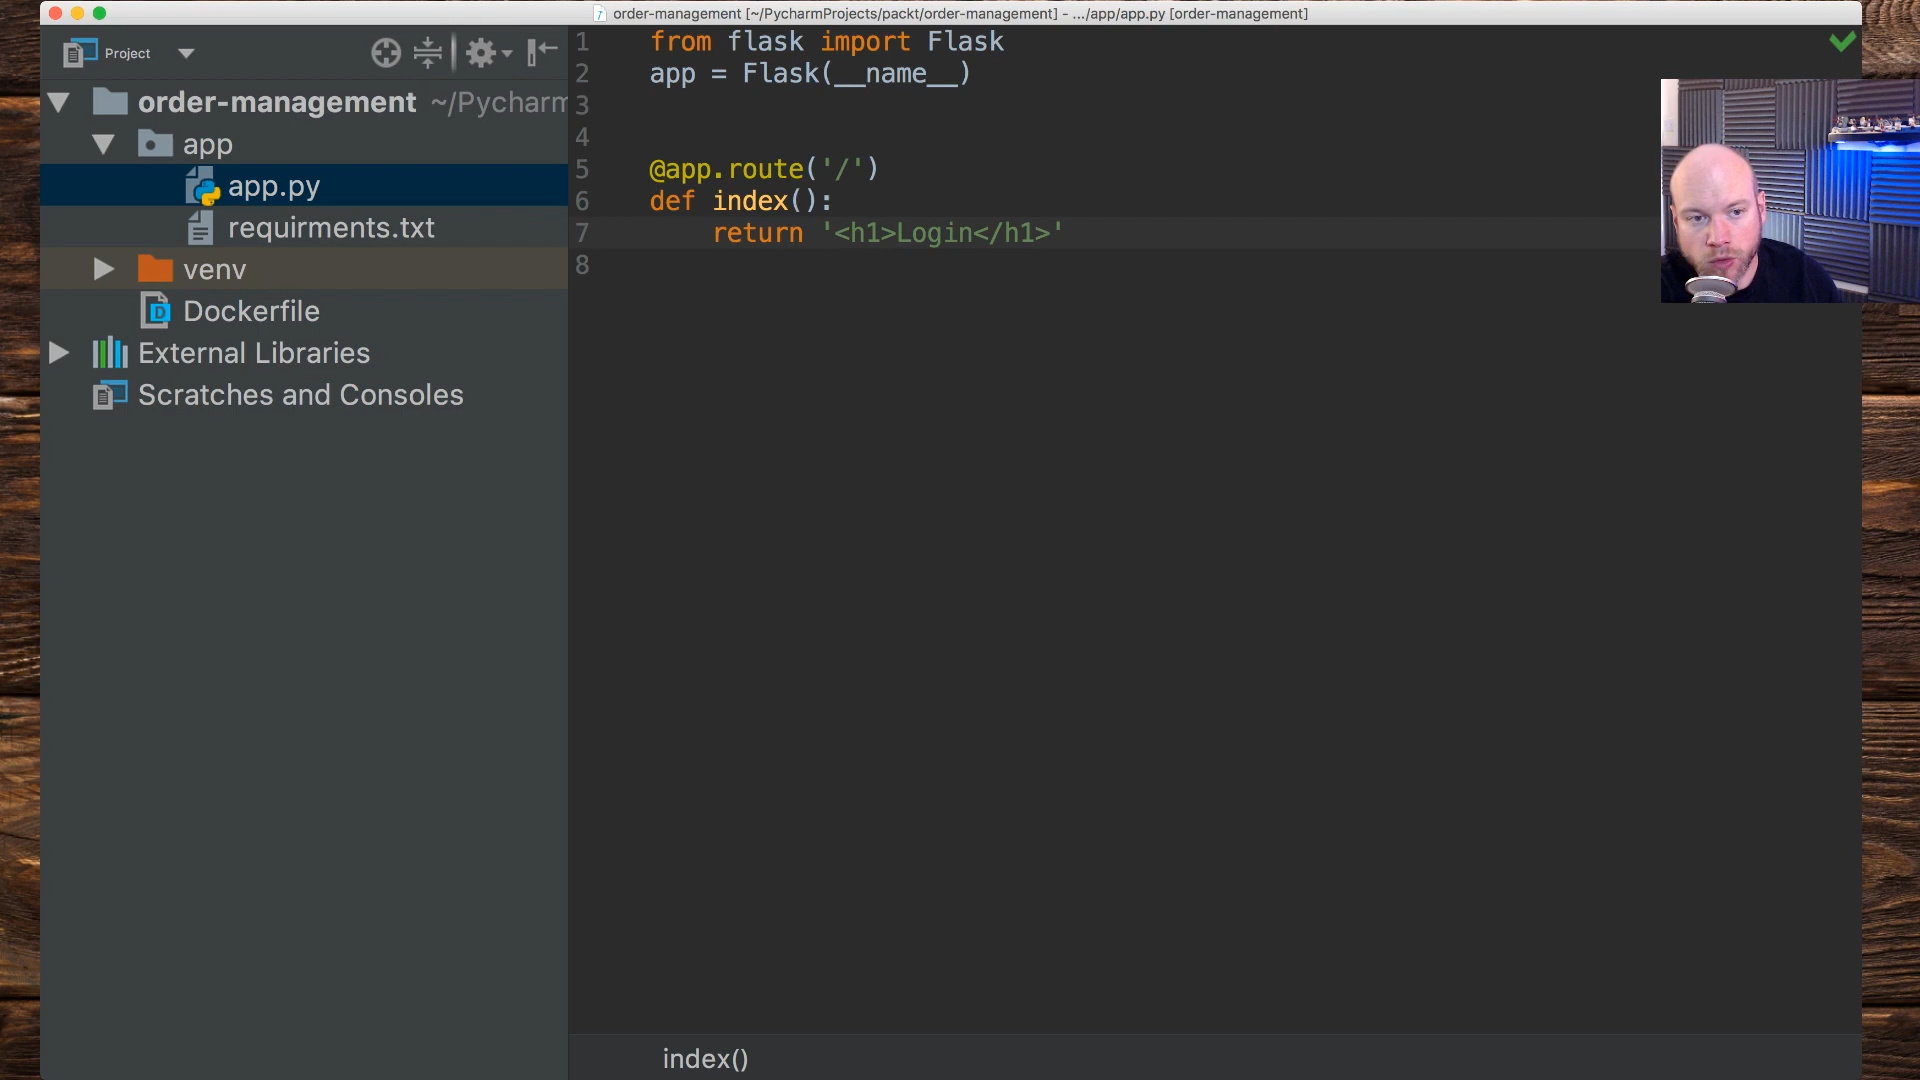 order-management [~/PycharmProjects/packt/order-management] - .../app/app.py [order-management]
Project
order-management ~/Pycharm
app
app.py
requirments.txt
venv
Dockerfile
External Libraries
Scratches and Consoles
1 from flask import Flask
2 app = Flask(__name__)
3
4
5 @app.route('/')
6 def index():
7 return '<h1>Login</h1>'
8
index()